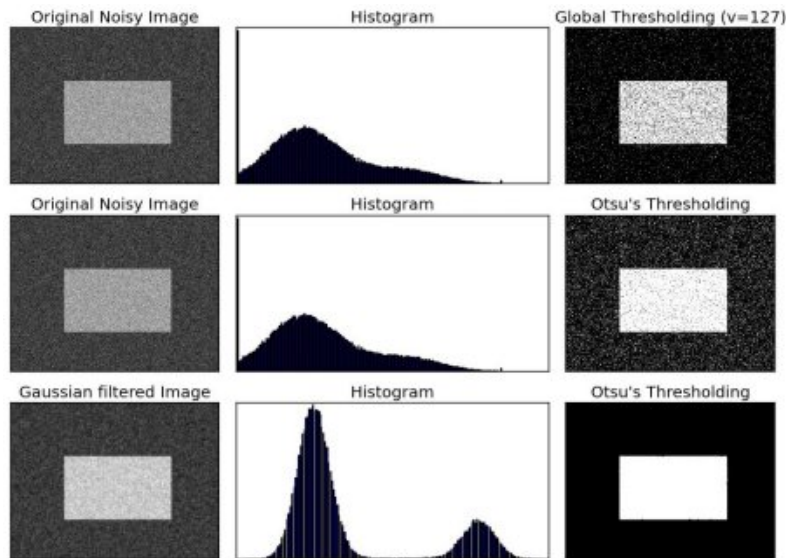 Original Noisy Image
Histogram
Global Thresholding (v=127)
Original Noisy Image
Histogram
Otsu's Thresholding
Gaussian filtered Image
Histogram
Otsu's Thresholding